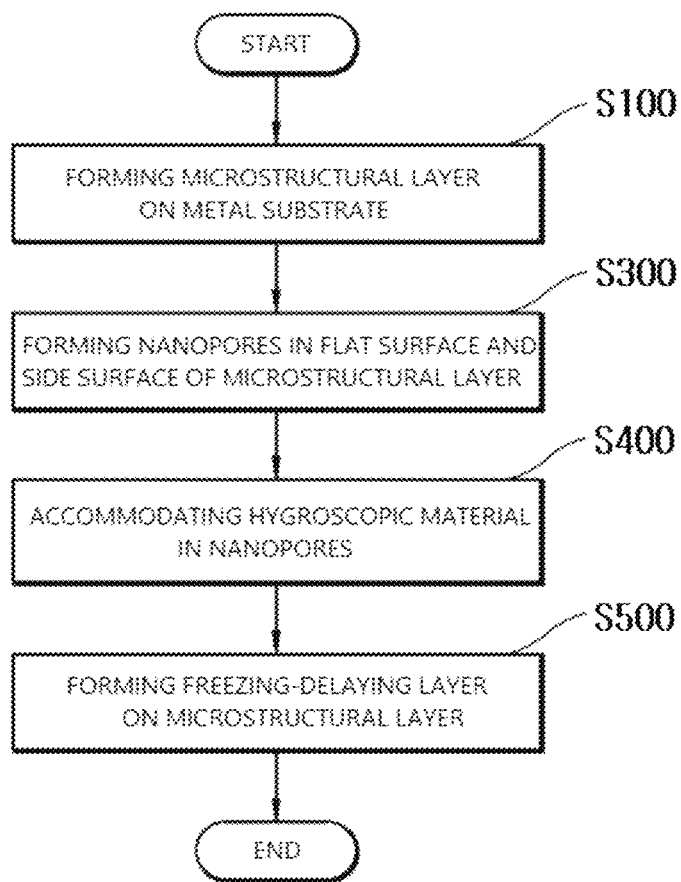 START
S100
FORMING MICROSTRUCTURAL LAYER
ON METAL SUBSTRATE
S300
FORMING NANOPORES IN FLAT SURFACE AND
SIDE SURFACE OF MICROSTRUCTURAL LAYER
S400
ACCOMMODATING HYGROSCOPIC MATERIAL
IN NANOPORES
S500
FORMING FREEZING-DELAYING LAYER
ON MICROSTRUCTURAL LAYER
END